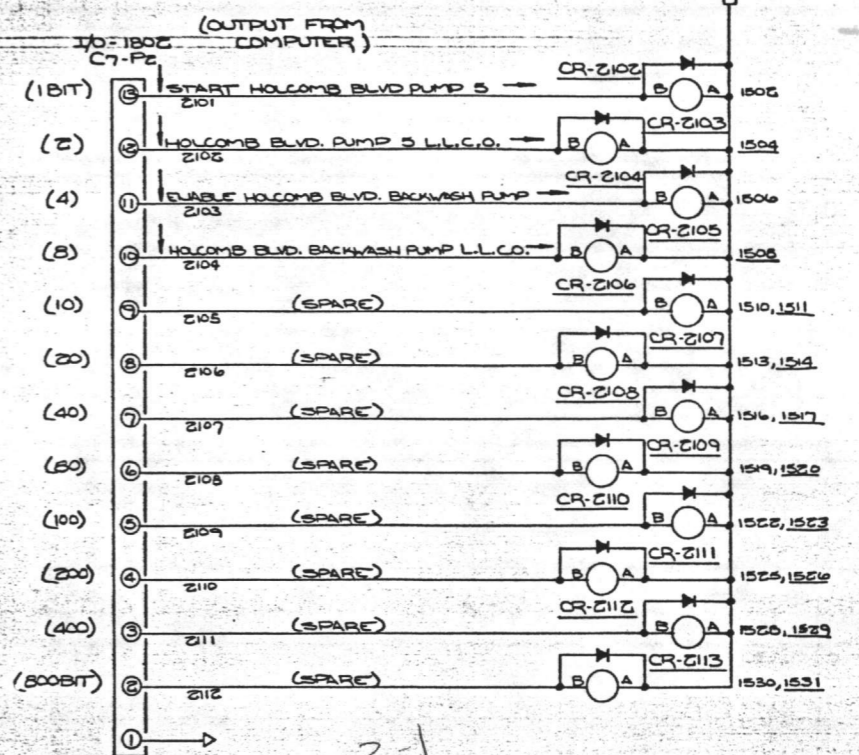 (OUTPUT FROM COMPUTER)
I/O-1802
C7-P2
(1 BIT) 13 START HOLCOMB BLVD PUMP 5 2101 CR-2102 B A 1502
(2) 12 HOLCOMB BLVD. PUMP 5 L.L.C.O. 2102 CR-2103 B A 1504
(4) 11 ENABLE HOLCOMB BLVD. BACKWASH PUMP 2103 CR-2104 B A 1506
(8) 10 HOLCOMB BLVD. BACKWASH PUMP L.L.C.O. 2104 CR-2105 B A 1508
(10) 9 (SPARE) 2105 CR-2106 B A 1510, 1511
(20) 8 (SPARE) 2106 CR-2107 B A 1513, 1514
(40) 7 (SPARE) 2107 CR-2108 B A 1516, 1517
(80) 6 (SPARE) 2108 CR-2109 B A 1519, 1520
(100) 5 (SPARE) 2109 CR-2110 B A 1522, 1523
(200) 4 (SPARE) 2110 CR-2111 B A 1525, 1526
(400) 3 (SPARE) 2111 CR-2112 B A 1528, 1529
(800 BIT) 2 (SPARE) 2112 CR-2113 B A 1530, 1531
1